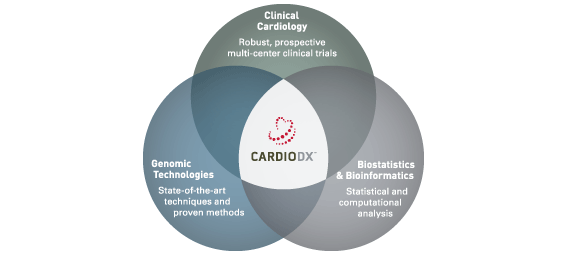 Clinical
Cardiology
Robust, prospective
multi-center clinical trials
CARDIODX™
Genomic
Technologies
State-of-the-art
techniques and
proven methods
Biostatistics
& Bioinformatics
Statistical and
computational
analysis